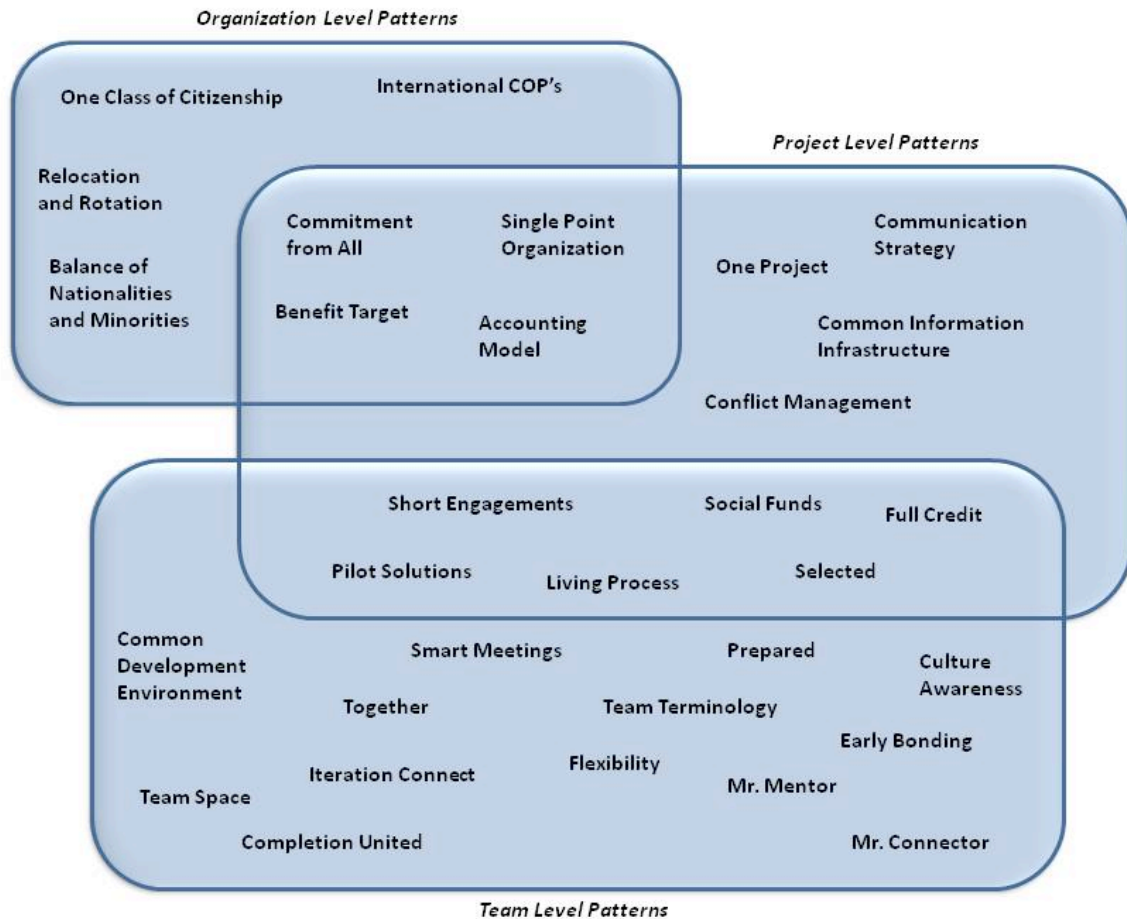 Organization Level Patterns
One Class of Citizenship
International COP's
Project Level Patterns
Relocation
and Rotation
Commitment
from All
Single Point
Organization
Communication
Strategy
One Project
Balance of
Nationalities
and Minorities
Benefit Target
Accounting
Model
Common Information
Infrastructure
Conflict Management
Short Engagements
Social Funds
Full Credit
Pilot Solutions
Living Process
Selected
Common
Development
Environment
Smart Meetings
Prepared
Culture
Awareness
Together
Team Terminology
Early Bonding
Iteration Connect
Flexibility
Mr. Mentor
Team Space
Completion United
Mr. Connector
Team Level Patterns